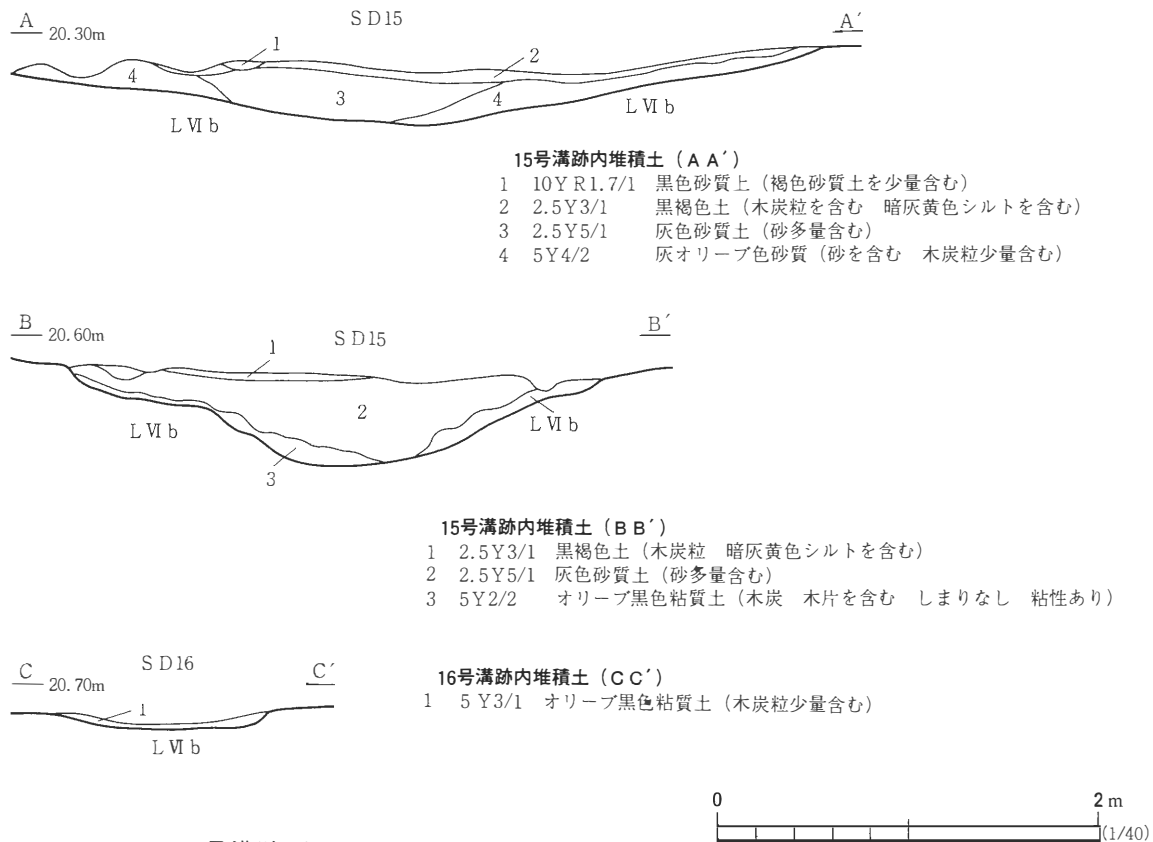 A 20.30m SD15 A′
1
2
4
3
4
LⅥb
LⅥb
15号溝跡内堆積土(AA′)
1 10YR1.7/1 黒色砂質上(褐色砂質土を少量含む)
2 2.5Y3/1 黒褐色土(木炭粒を含む 暗灰黄色シルトを含む)
3 2.5Y5/1 灰色砂質土(砂多量含む)
4 5Y4/2 灰オリーブ色砂質(砂を含む 木炭粒少量含む)
B 20.60m SD15 B′
1
2
LⅥb
LⅥb
3
15号溝跡内堆積土(BB′)
1 2.5Y3/1 黒褐色土(木炭粒 暗灰黄色シルトを含む)
2 2.5Y5/1 灰色砂質土(砂多量含む)
3 5Y2/2 オリーブ黒色粘質土(木炭 木片を含む しまりなし 粘性あり)
C 20.70m SD16 C′
1
LⅥb
16号溝跡内堆積土(CC′)
1 5Y3/1 オリーブ黒色粘質土(木炭粒少量含む)
0 2m
(1/40)